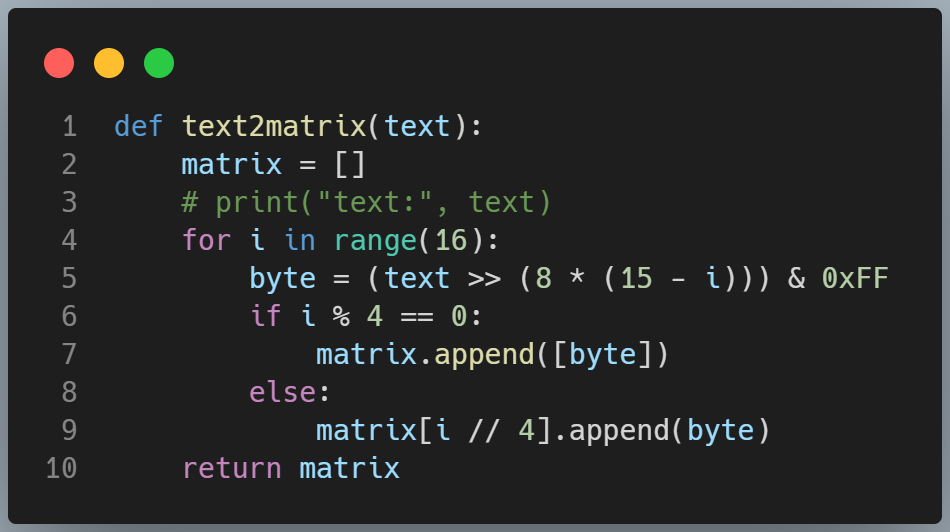 1 def text2matrix(text):
2     matrix = []
3     # print("text:", text)
4     for i in range(16):
5         byte = (text >> (8 * (15 - i))) & 0xFF
6         if i % 4 == 0:
7             matrix.append([byte])
8         else:
9             matrix[i // 4].append(byte)
10     return matrix